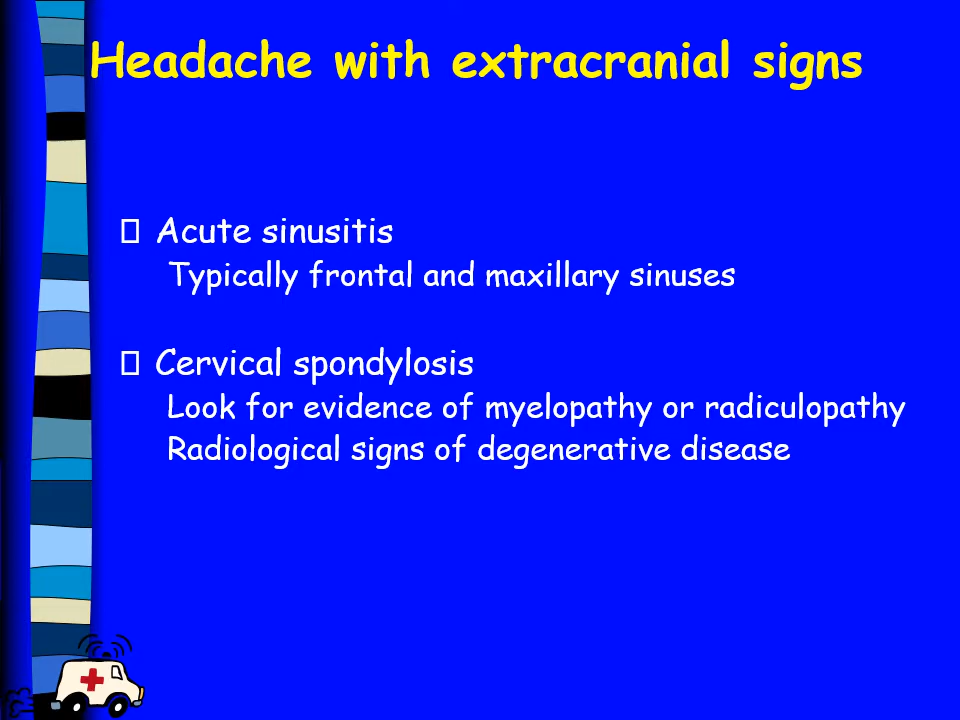 Headache with extracranial signs
Acute sinusitis
Typically frontal and maxillary sinuses
Cervical spondylosis
Look for evidence of myelopathy or radiculopathy
Radiological signs of degenerative disease